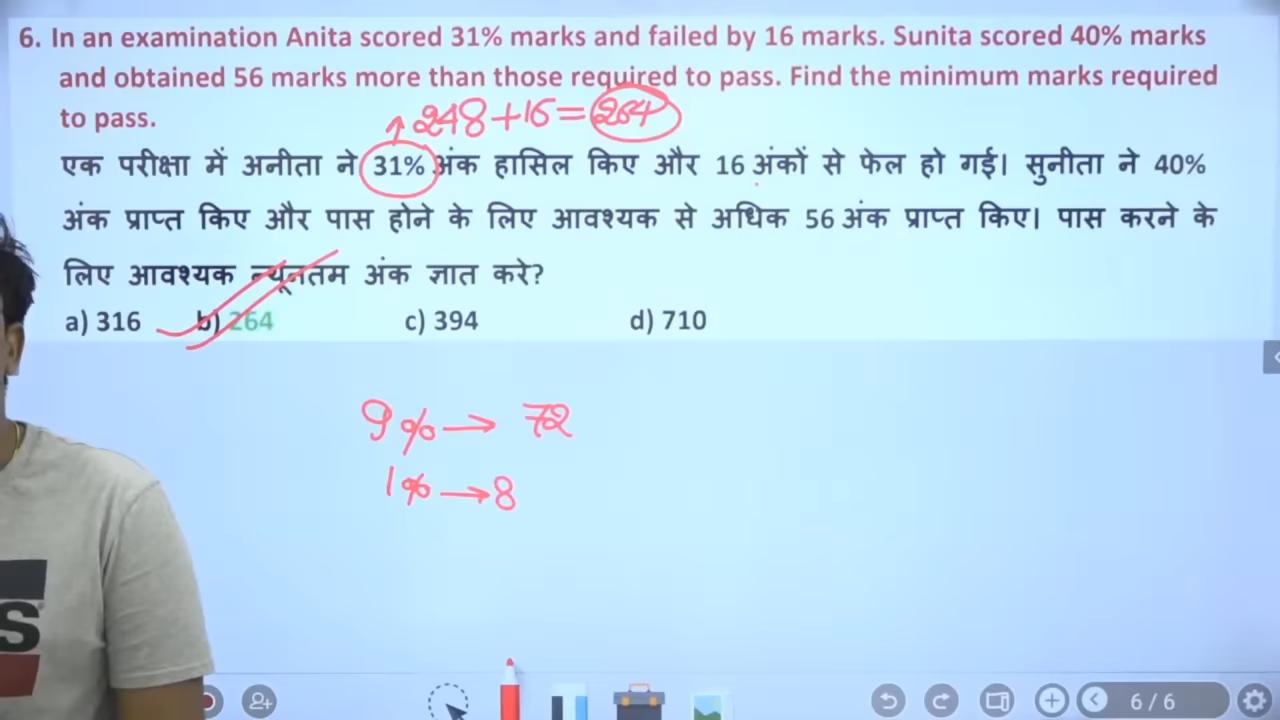 6. In an examination Anita scored 31% marks and failed by 16 marks. Sunita scored 40% marks
and obtained 56 marks more than those required to pass. Find the minimum marks required
to pass.
248+16=264
एक परीक्षा में अनीता ने 31% अंक हासिल किए और 16 अंकों से फेल हो गई। सुनीता ने 40%
अंक प्राप्त किए और पास होने के लिए आवश्यक से अधिक 56 अंक प्राप्त किए। पास करने के
लिए आवश्यक न्यूनतम अंक ज्ञात करे?
a) 316 b) 264 c) 394 d) 710
9% → 72
1% → 8
S
6 / 6